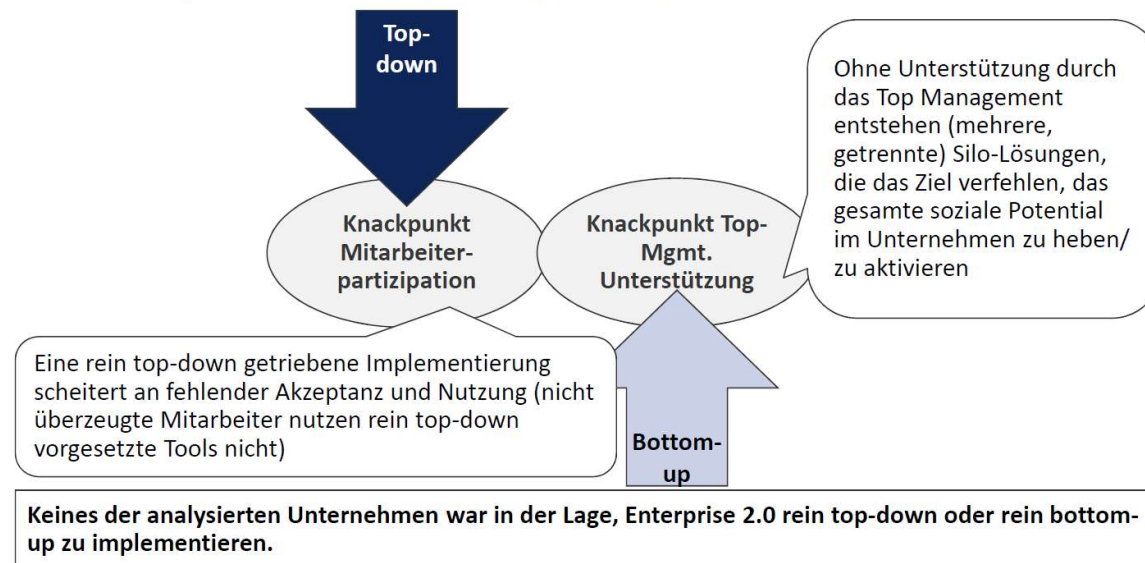 Top-
down
Ohne Unterstützung durch
das Top Management
entstehen (mehrere,
getrennte) Silo-Lösungen,
die das Ziel verfehlen, das
gesamte soziale Potential
im Unternehmen zu heben/
zu aktivieren
Knackpunkt
Mitarbeiter-
partizipation
Knackpunkt Top-
Mgmt.
Unterstützung
Eine rein top-down getriebene Implementierung
scheitert an fehlender Akzeptanz und Nutzung (nicht
überzeugte Mitarbeiter nutzen rein top-down
vorgesetzte Tools nicht)
Bottom-
up
Keines der analysierten Unternehmen war in der Lage, Enterprise 2.0 rein top-down oder rein bottom-
up zu implementieren.